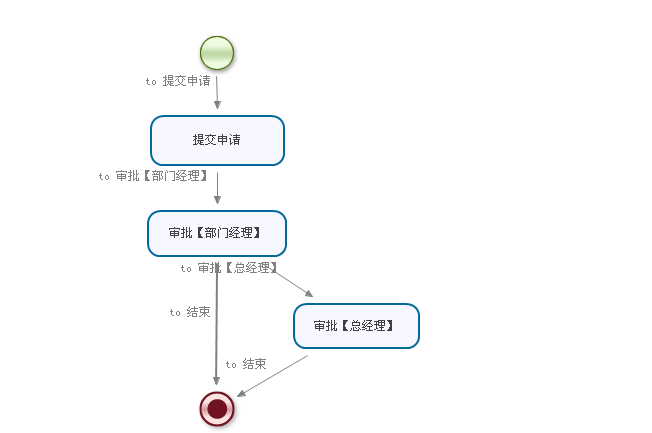 to 提交申请
提交申请
to 审批【部门经理】
审批【部门经理】
to 审批【总经理】
to 结束
审批【总经理】
to 结束